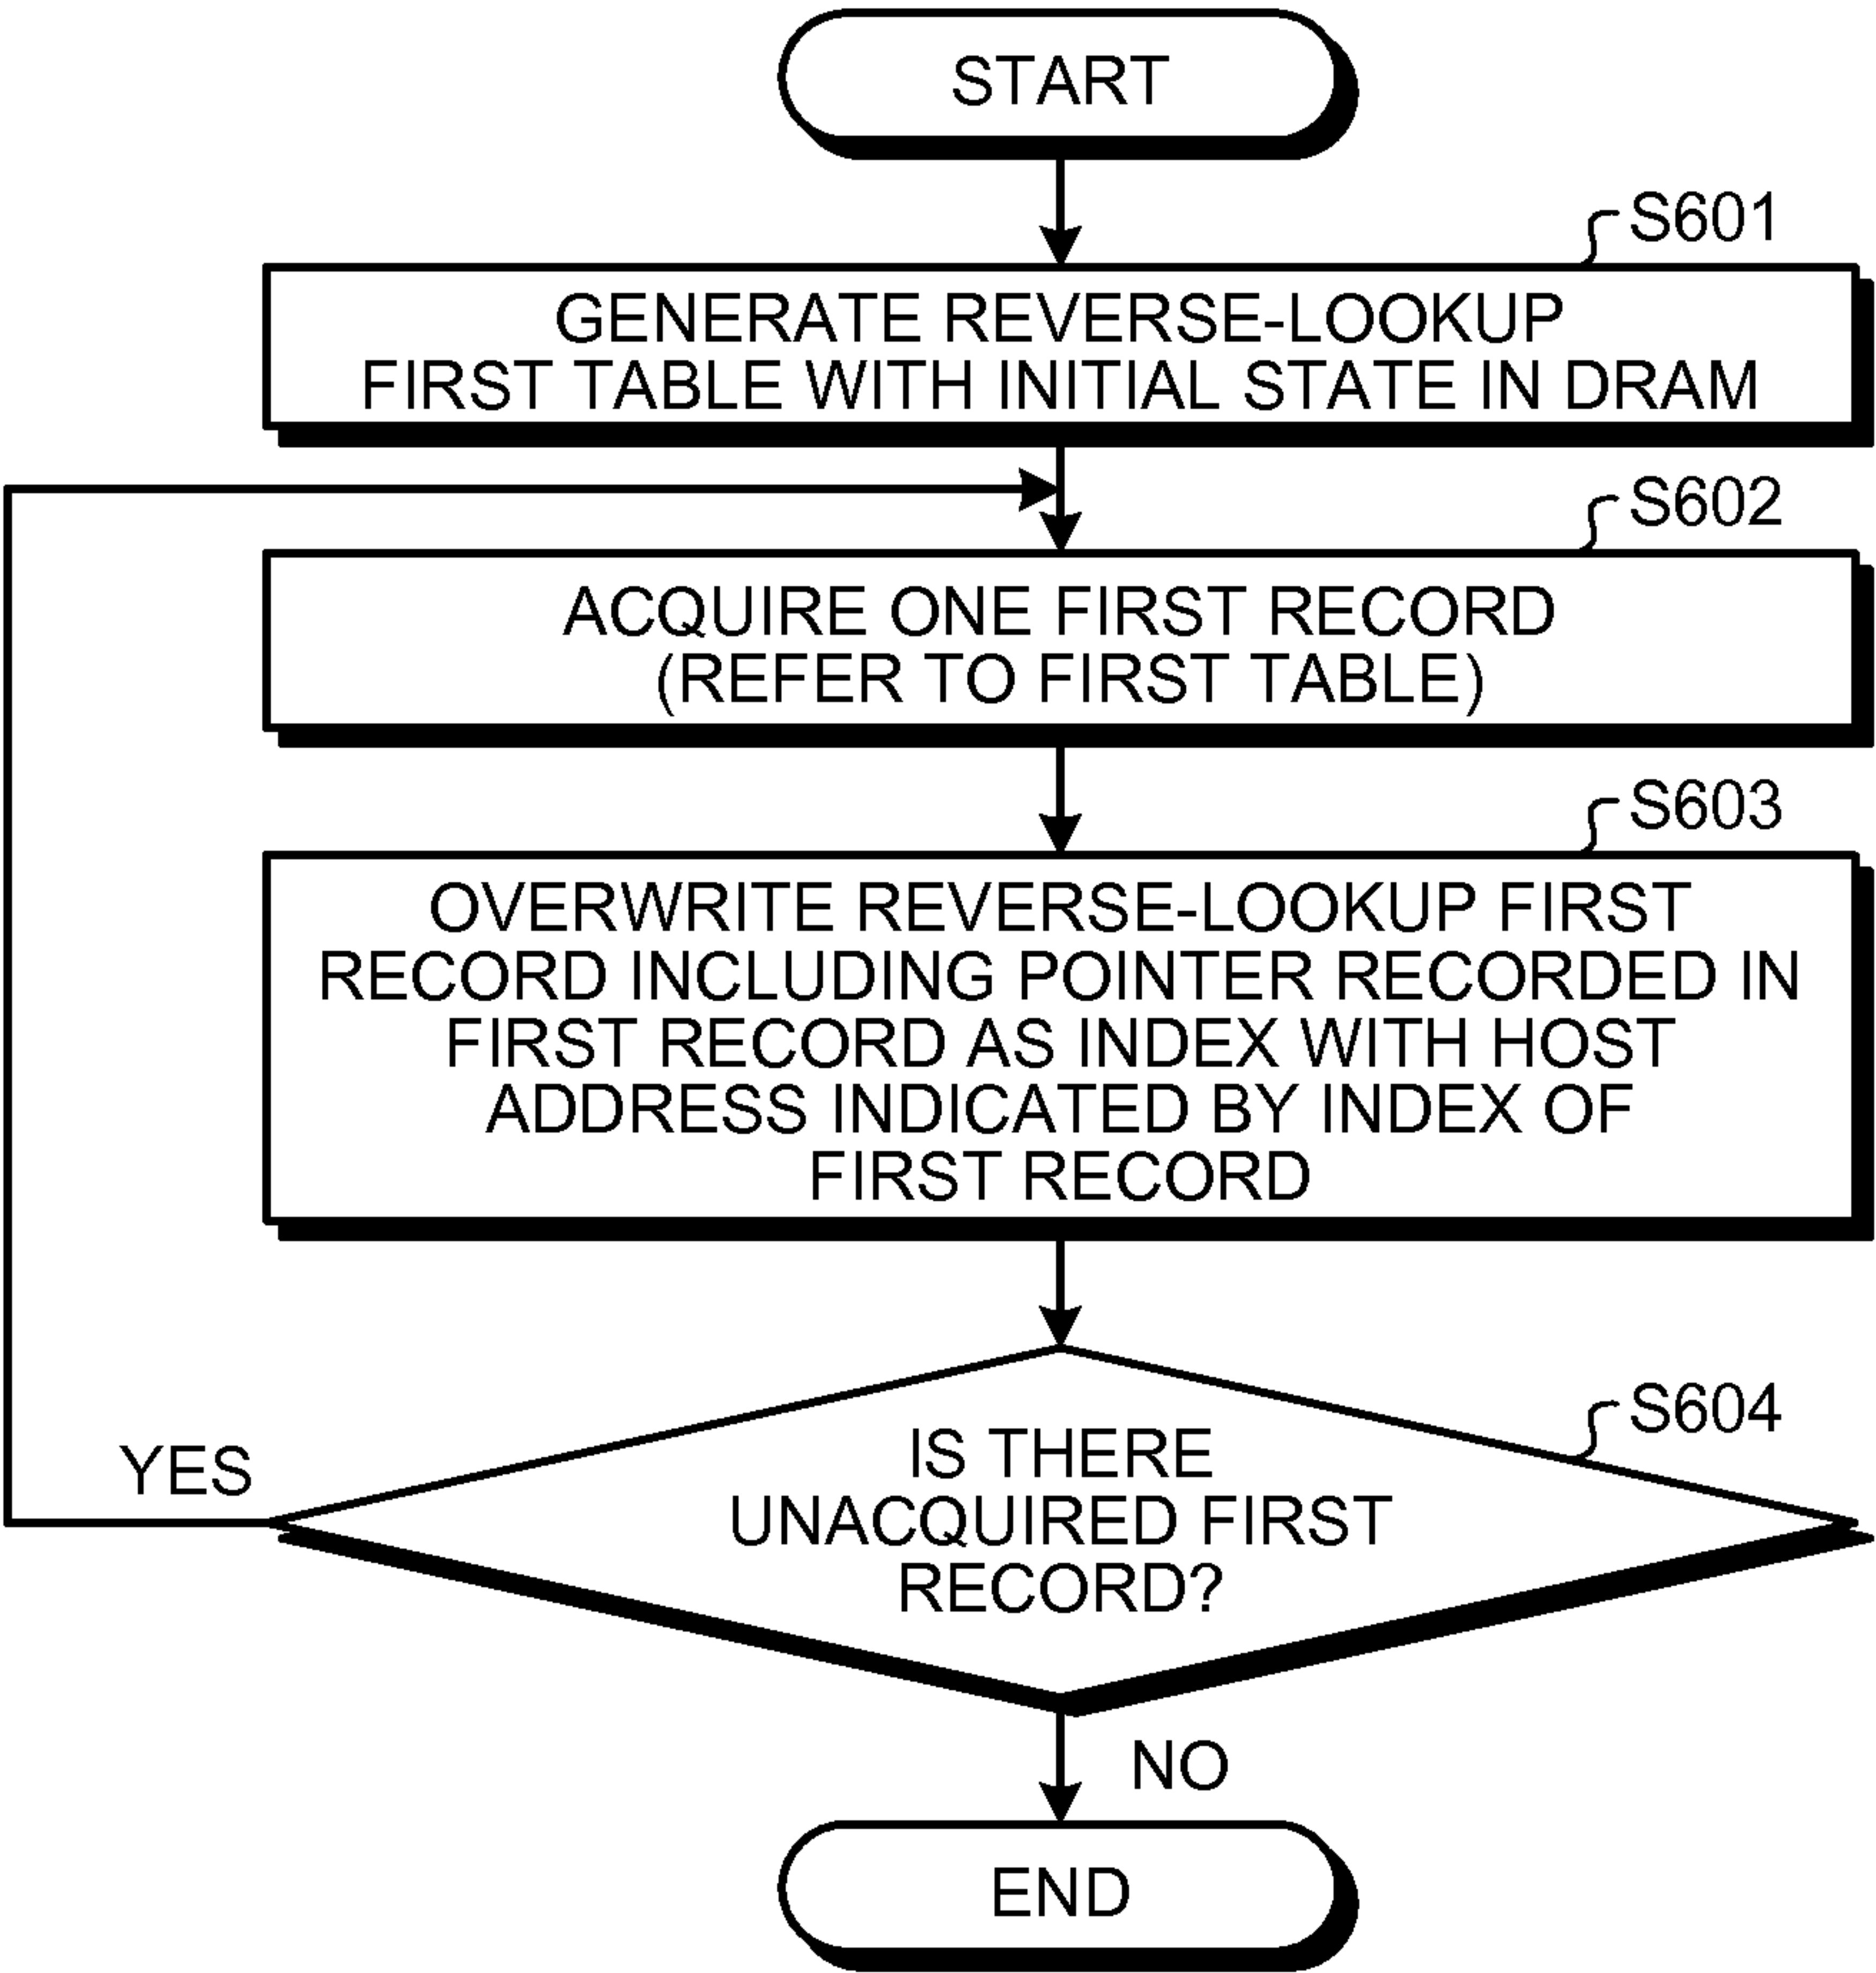 START
S601
GENERATE REVERSE-LOOKUP
FIRST TABLE WITH INITIAL STATE IN DRAM
S602
ACQUIRE ONE FIRST RECORD
(REFER TO FIRST TABLE)
S603
OVERWRITE REVERSE-LOOKUP FIRST
RECORD INCLUDING POINTER RECORDED IN
FIRST RECORD AS INDEX WITH HOST
ADDRESS INDICATED BY INDEX OF
FIRST RECORD
S604
IS THERE
UNACQUIRED FIRST
RECORD?
YES
NO
END